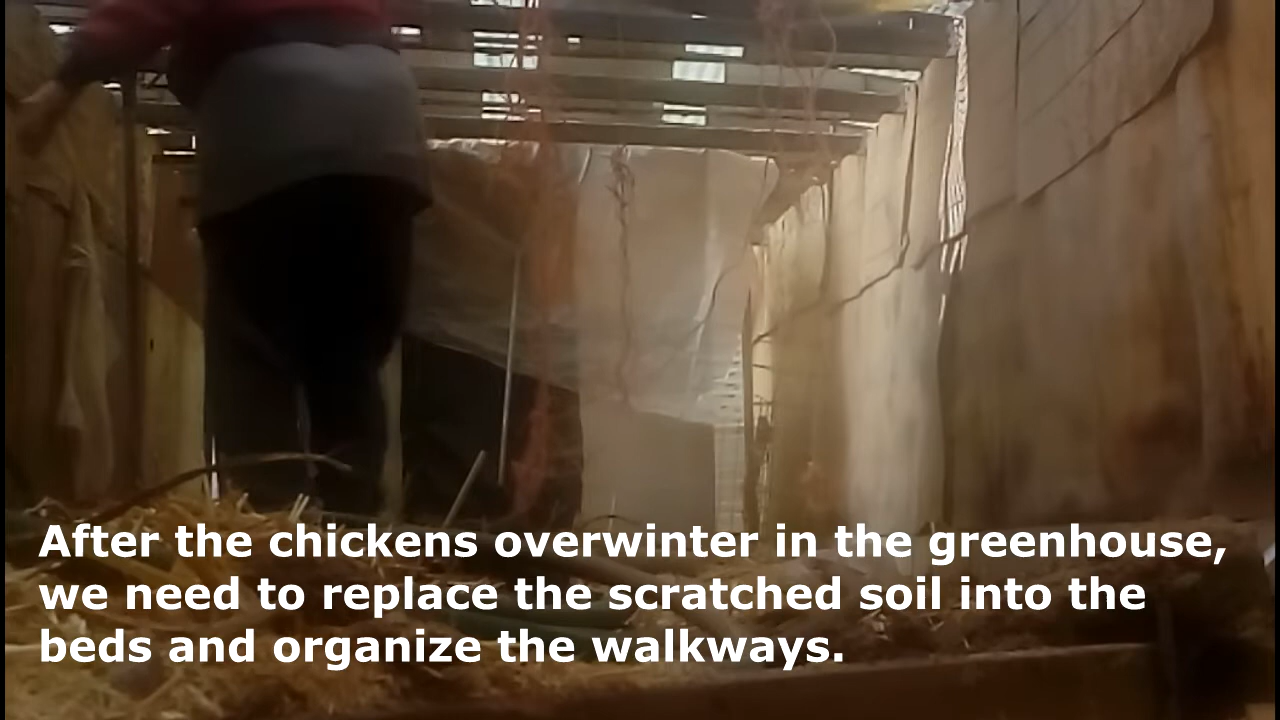 After the chickens overwinter in the greenhouse,
we need to replace the scratched soil into the
beds and organize the walkways.